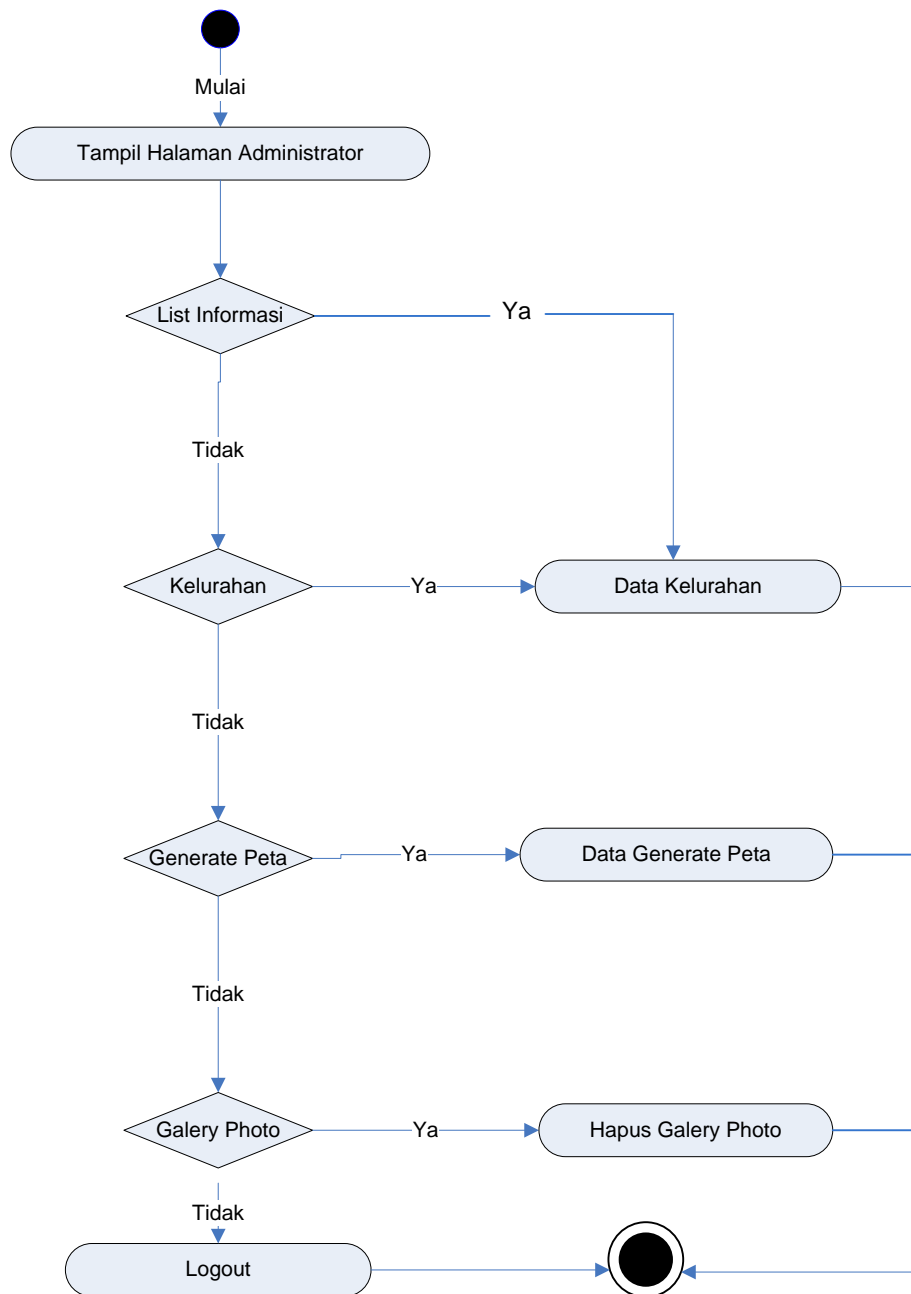 Mulai
Tampil Halaman Administrator
List Informasi
Ya
Tidak
Kelurahan
Ya
Data Kelurahan
Tidak
Generate Peta
Ya
Data Generate Peta
Tidak
Galery Photo
Ya
Hapus Galery Photo
Tidak
Logout